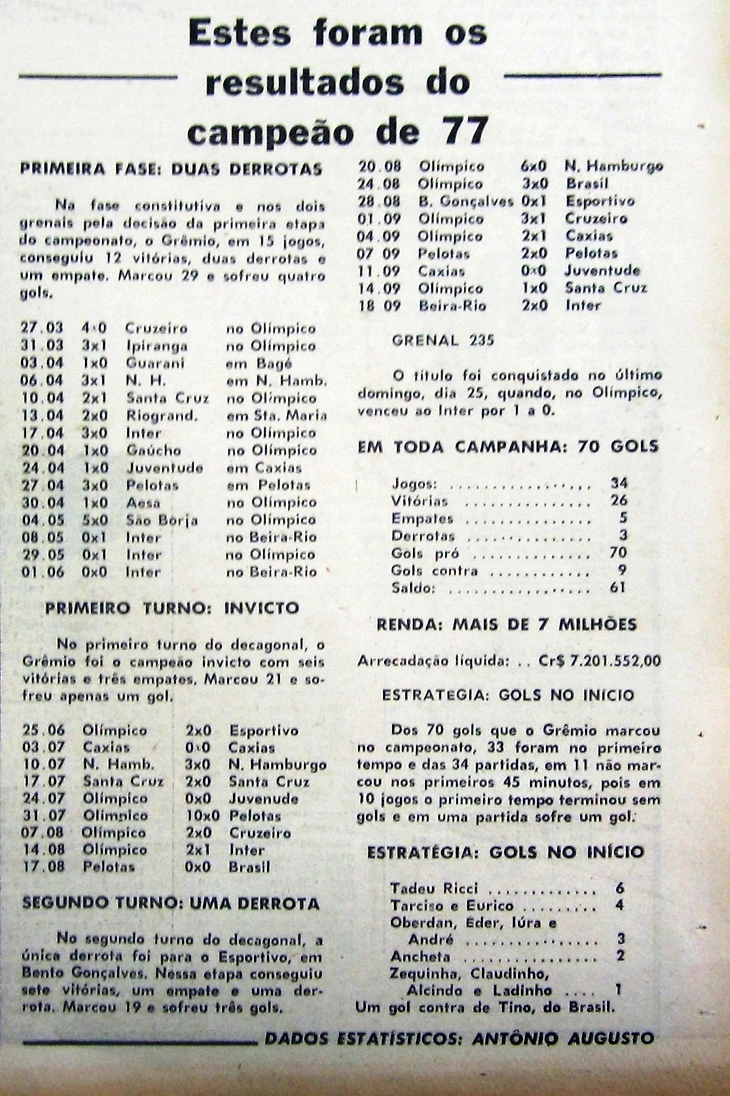 Estes foram os
resultados do
campeão de 77
PRIMEIRA FASE: DUAS DERROTAS
Na fase constitutiva e nos dois
grenais pela decisão da primeira etapa
do campeonato, o Grêmio, em 15 jogos,
conseguiu 12 vitórias, duas derrotas e
um empate. Marcou 29 e sofreu quatro
gols.
27.03 4x0 Cruzeiro no Olímpico
31.03 3x1 Ipiranga no Olímpico
03.04 1x0 Guarani em Bagé
06.04 3x1 N. H. em N. Hamb.
10.04 2x1 Santa Cruz no Olímpico
13.04 2x0 Riogrand. em Sta. Maria
17.04 3x0 Inter no Olímpico
20.04 1x0 Gaúcho no Olímpico
24.04 1x0 Juventude em Caxias
27.04 3x0 Pelotas em Pelotas
30.04 1x0 Aesa no Olímpico
04.05 5x0 São Borja no Olímpico
08.05 0x1 Inter no Beira-Rio
29.05 0x1 Inter no Olímpico
01.06 0x0 Inter no Beira-Rio
PRIMEIRO TURNO: INVICTO
No primeiro turno do decagonal, o
Grêmio foi o campeão invicto com seis
vitórias e três empates. Marcou 21 e so-
freu apenas um gol.
25.06 Olímpico 2x0 Esportivo
03.07 Caxias 0x0 Caxias
10.07 N. Hamb. 3x0 N. Hamburgo
17.07 Santa Cruz 2x0 Santa Cruz
24.07 Olímpico 0x0 Juvenude
31.07 Olímpico 10x0 Pelotas
07.08 Olímpico 2x0 Cruzeiro
14.08 Olímpico 2x1 Inter
17.08 Pelotas 0x0 Brasil
SEGUNDO TURNO: UMA DERROTA
No segundo turno do decagonal, a
única derrota foi para o Esportivo, em
Bento Gonçalves. Nessa etapa conseguiu
sete vitórias, um empate e uma der-
rota. Marcou 19 e sofreu três gols.
20.08 Olímpico 6x0 N. Hamburgo
24.08 Olímpico 3x0 Brasil
28.08 B. Gonçalves 0x1 Esportivo
01.09 Olímpico 3x1 Cruzeiro
04.09 Olímpico 2x1 Caxias
07 09 Pelotas 2x0 Pelotas
11.09 Caxias 0x0 Juventude
14.09 Olímpico 1x0 Santa Cruz
18 09 Beira-Rio 2x0 Inter
GRENAL 235
O título foi conquistado no último
domingo, dia 25, quando, no Olímpico,
venceu ao Inter por 1 a 0.
EM TODA CAMPANHA: 70 GOLS
Jogos: ................ 34
Vitórias .............. 26
Empates ............... 5
Derrotas .............. 3
Gols pró ............. 70
Gols contra ............ 9
Saldo: ................ 61
RENDA: MAIS DE 7 MILHÕES
Arrecadação líquida: .. Cr$ 7.201.552,00
ESTRATEGIA: GOLS NO INÍCIO
Dos 70 gols que o Grêmio marcou
no campeonato, 33 foram no primeiro
tempo e das 34 partidas, em 11 não mar-
cou nos primeiros 45 minutos, pois em
10 jogos o primeiro tempo terminou sem
gols e em uma partida sofre um gol.
ESTRATÉGIA: GOLS NO INÍCIO
Tadeu Ricci ............ 6
Tarciso e Eurico ......... 4
Oberdan, Éder, Iúra e
André ................ 3
Ancheta ............... 2
Zequinha, Claudinho,
Alcindo e Ladinho .... 1
Um gol contra de Tino, do Brasil.
DADOS ESTATÍSTICOS: ANTÔNIO AUGUSTO